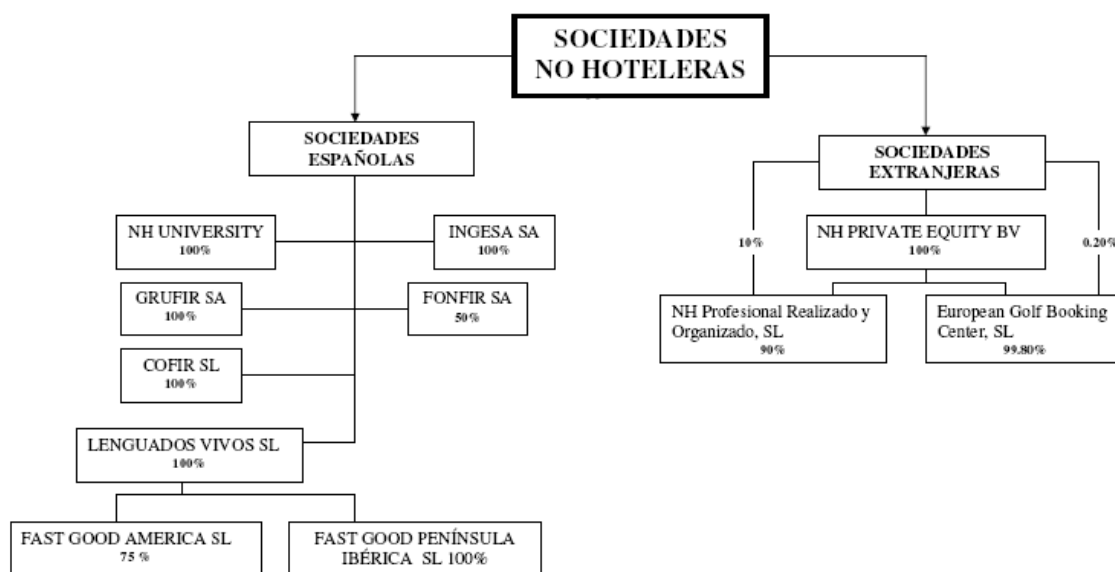 SOCIEDADES
NO HOTELERAS
SOCIEDADES
ESPAÑOLAS
NH UNIVERSITY
100%
INGESA SA
100%
GRUFIR SA
100%
FONFIR SA
50%
COFIR SL
100%
LENGUADOS VIVOS SL
100%
FAST GOOD AMERICA SL
75 %
FAST GOOD PENÍNSULA
IBÉRICA SL 100%
SOCIEDADES
EXTRANJERAS
10%
NH PRIVATE EQUITY BV
100%
0.20%
NH Profesional Realizado y
Organizado, SL
90%
European Golf Booking
Center, SL
99.80%